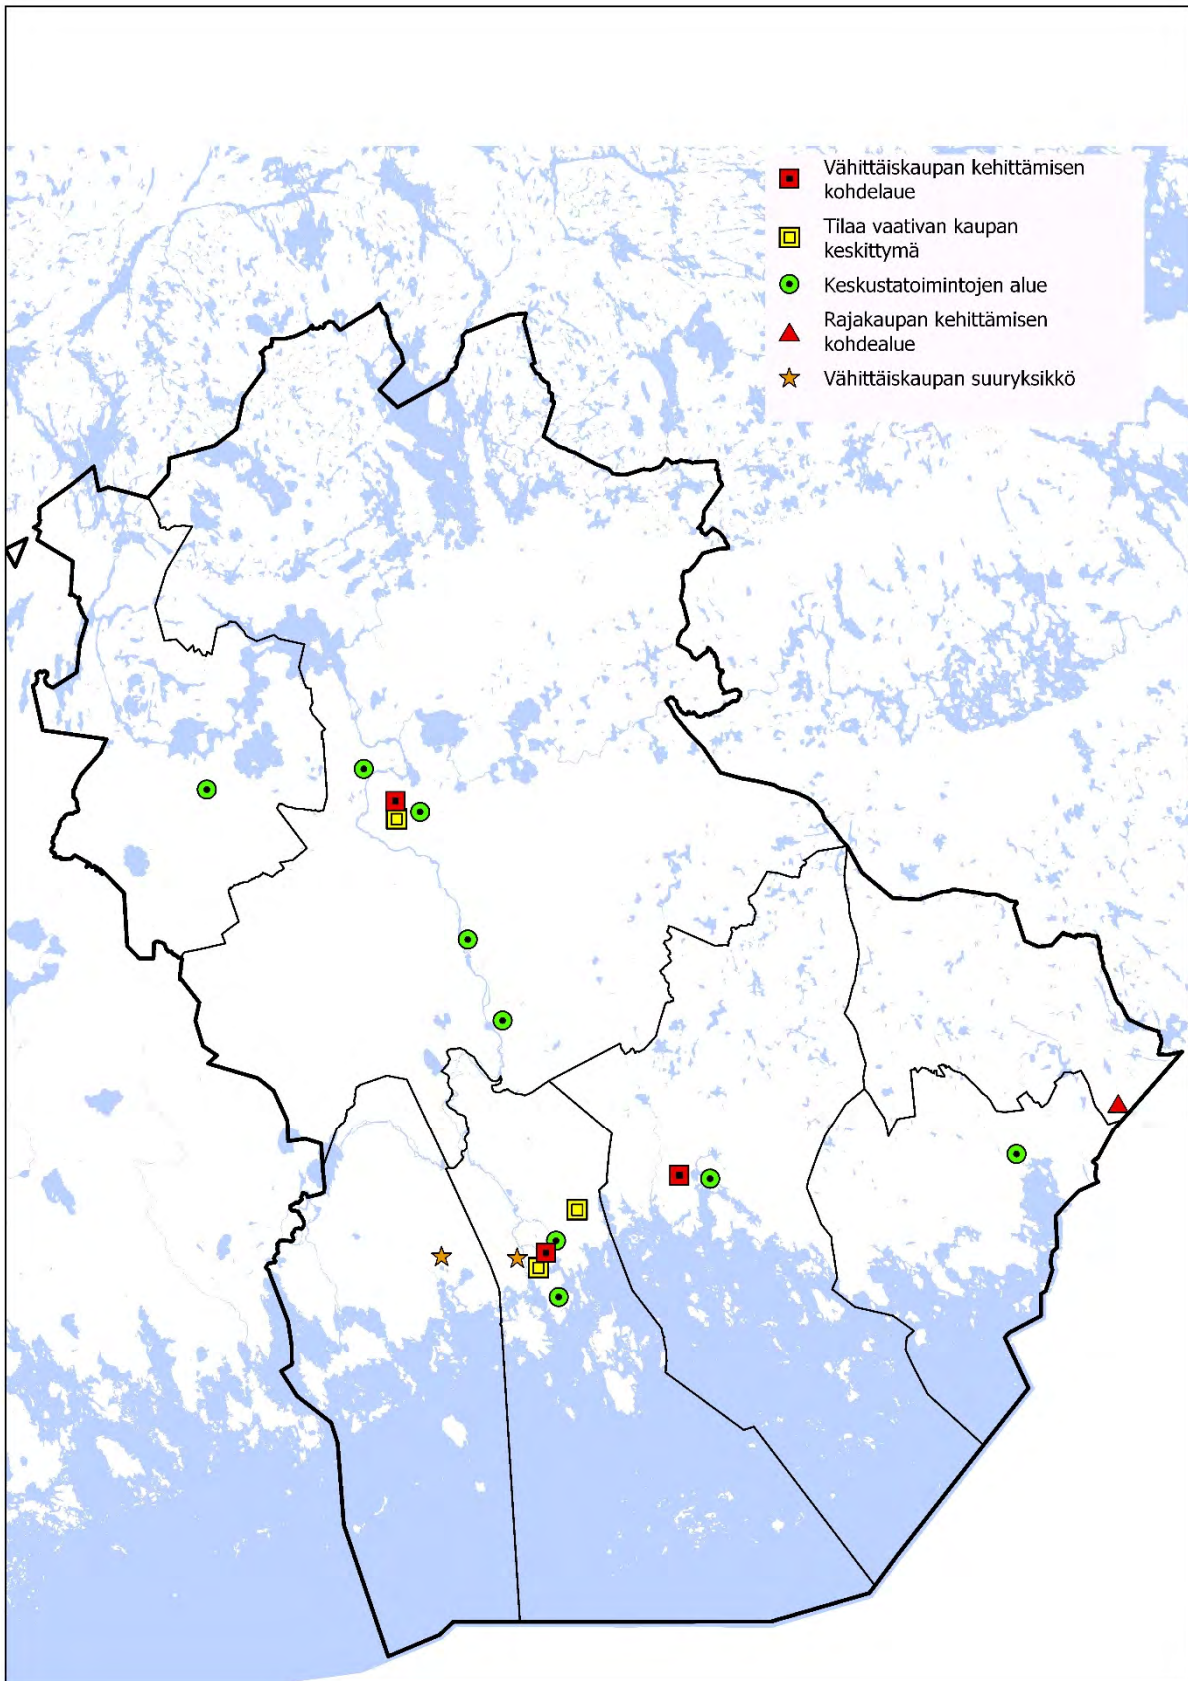 Vähittäiskaupan kehittämisen
kohdelaue
Tilaa vaativan kaupan
keskittymä
Keskustatoimintojen alue
Rajakaupan kehittämisen
kohdealue
Vähittäiskaupan suuryksikkö